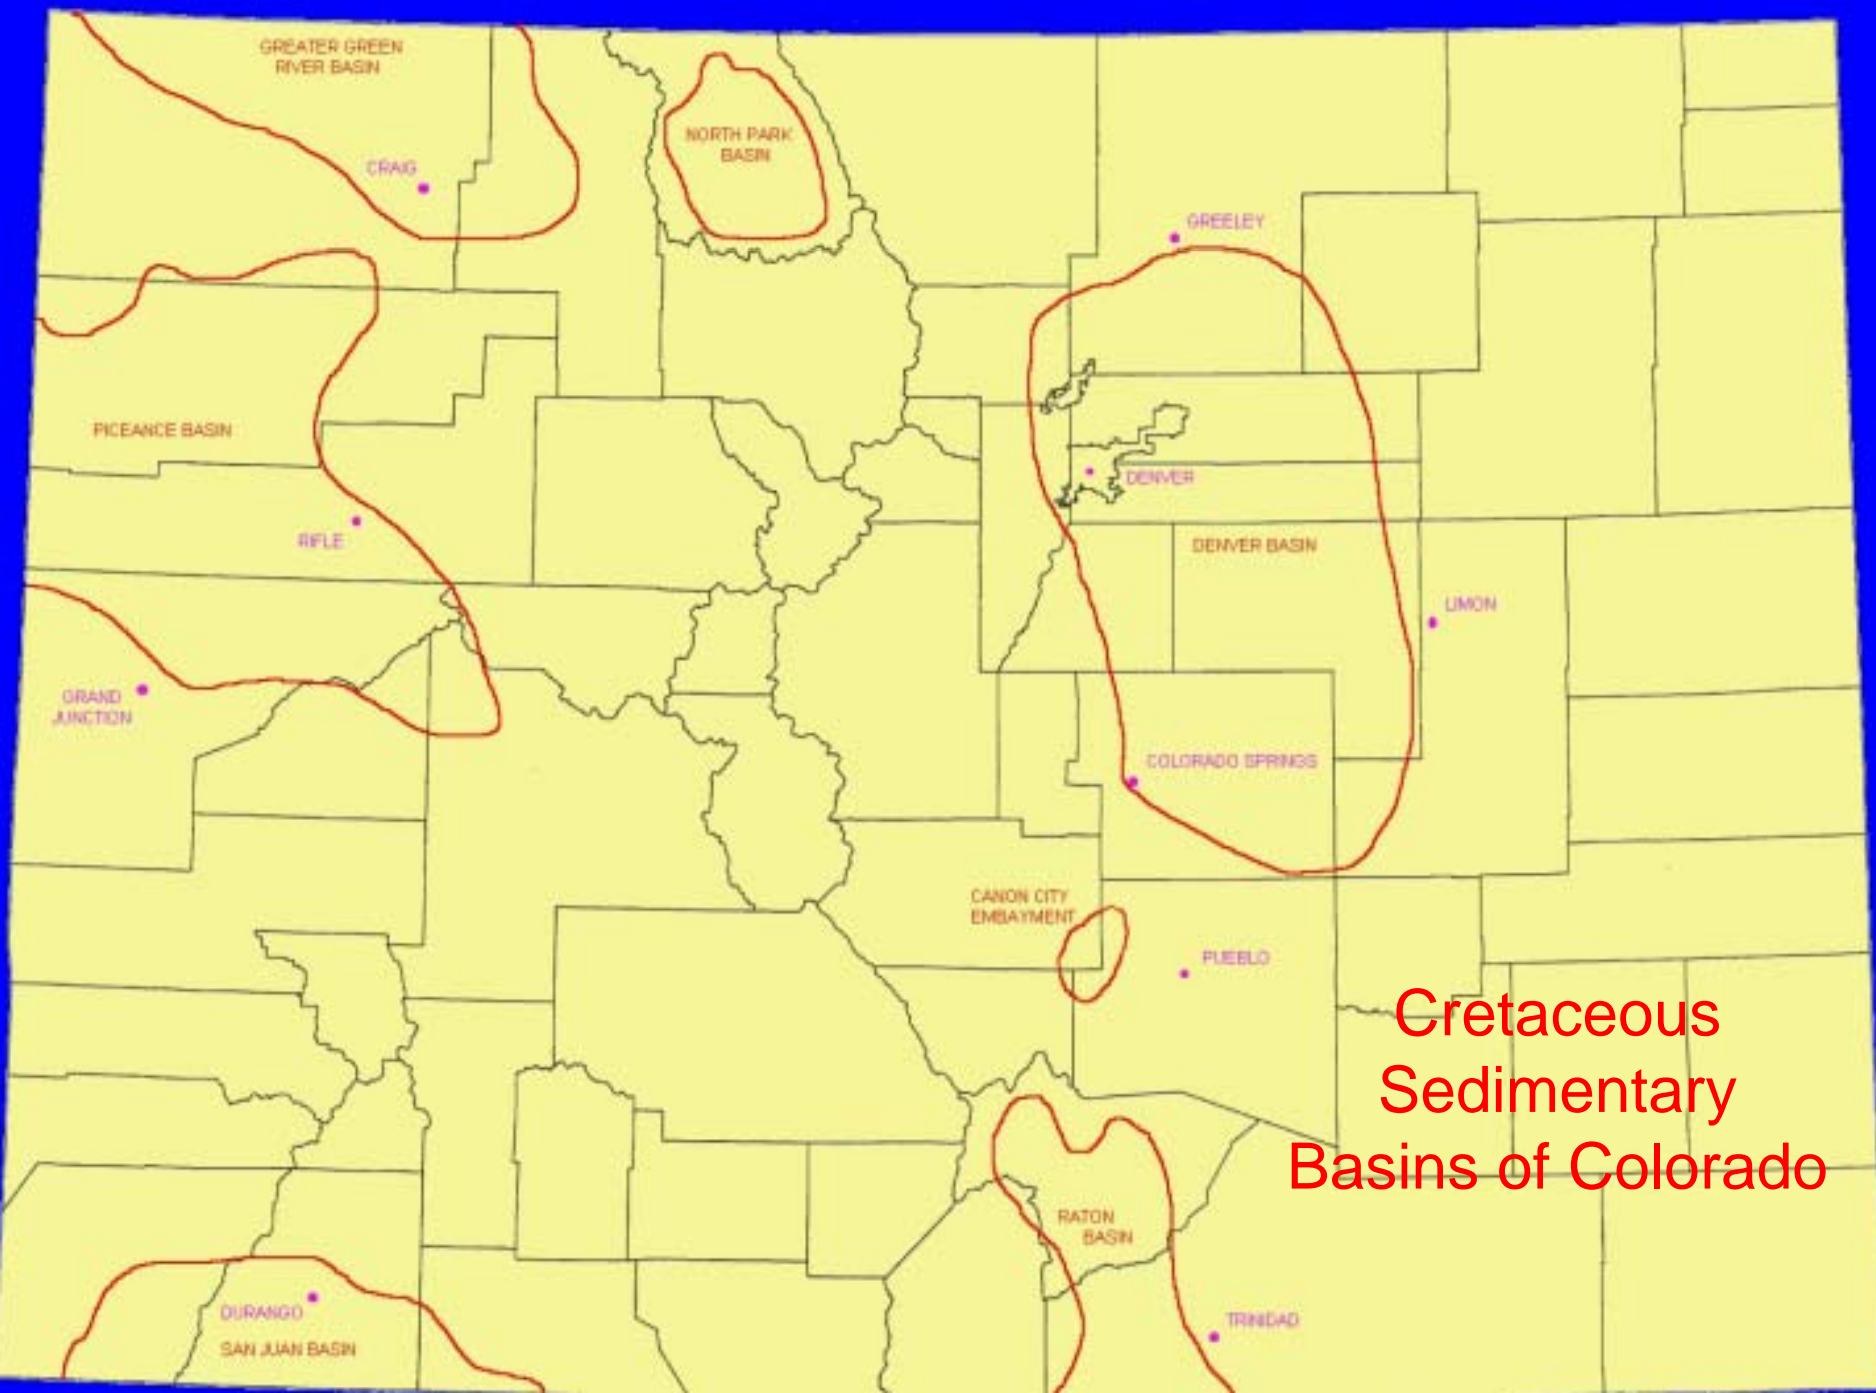 GREATER GREEN
RIVER BASIN
NORTH PARK
BASIN
CRAIG
GREELEY
PICEANCE BASIN
DENVER
RIFLE
DENVER BASIN
LIMON
GRAND
JUNCTION
COLORADO SPRINGS
CANON CITY
EMBAYMENT
PUEBLO
Cretaceous
Sedimentary
Basins of Colorado
RATON
BASIN
DURANGO
TRINIDAD
SAN JUAN BASIN